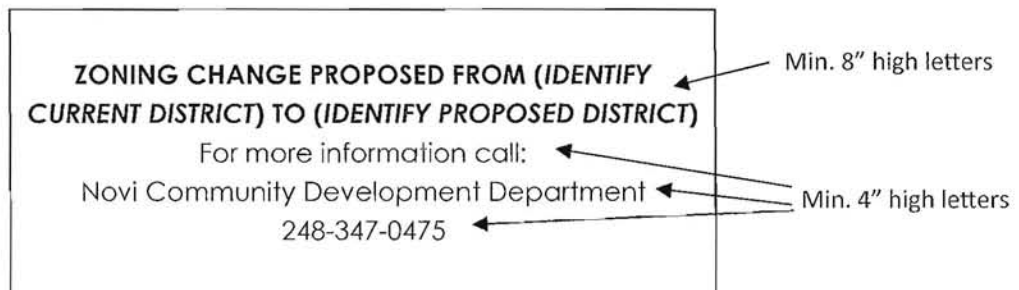 ZONING CHANGE PROPOSED FROM (IDENTIFY
CURRENT DISTRICT) TO (IDENTIFY PROPOSED DISTRICT)
For more information call:
Novi Community Development Department
248-347-0475
Min. 8" high letters
Min. 4" high letters